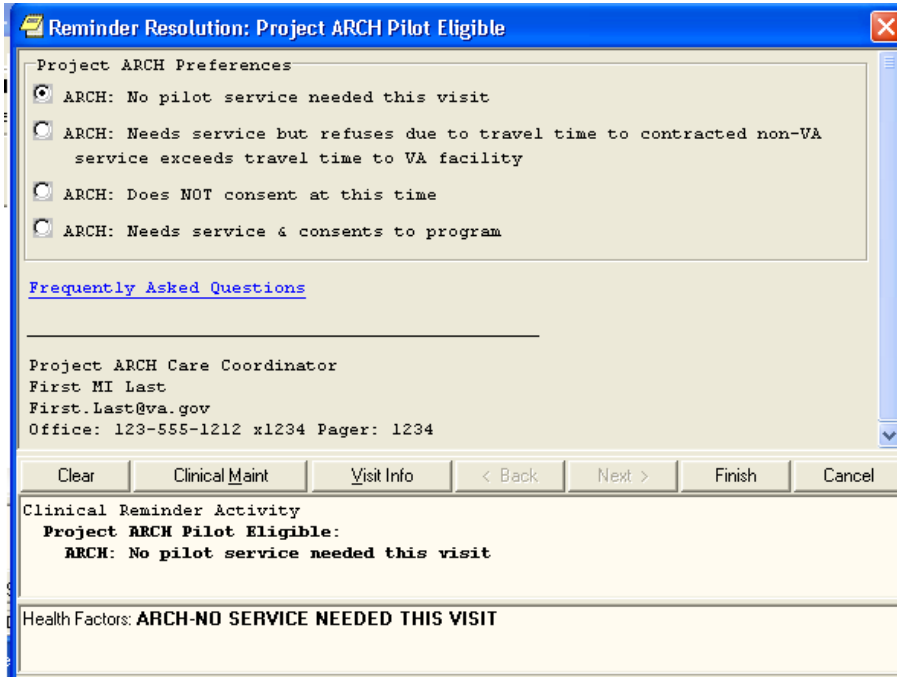 Reminder Resolution: Project ARCH Pilot Eligible
Project ARCH Preferences
ARCH: No pilot service needed this visit
ARCH: Needs service but refuses due to travel time to contracted non-VA
service exceeds travel time to VA facility
ARCH: Does NOT consent at this time
ARCH: Needs service & consents to program
Frequently Asked Questions
Project ARCH Care Coordinator
First MI Last
First.Last@va.gov
Office: 123-555-1212 x1234 Pager: 1234
Clear Clinical Maint Visit Info < Back Next > Finish Cancel
Clinical Reminder Activity
Project ARCH Pilot Eligible:
ARCH: No pilot service needed this visit
Health Factors: ARCH-NO SERVICE NEEDED THIS VISIT